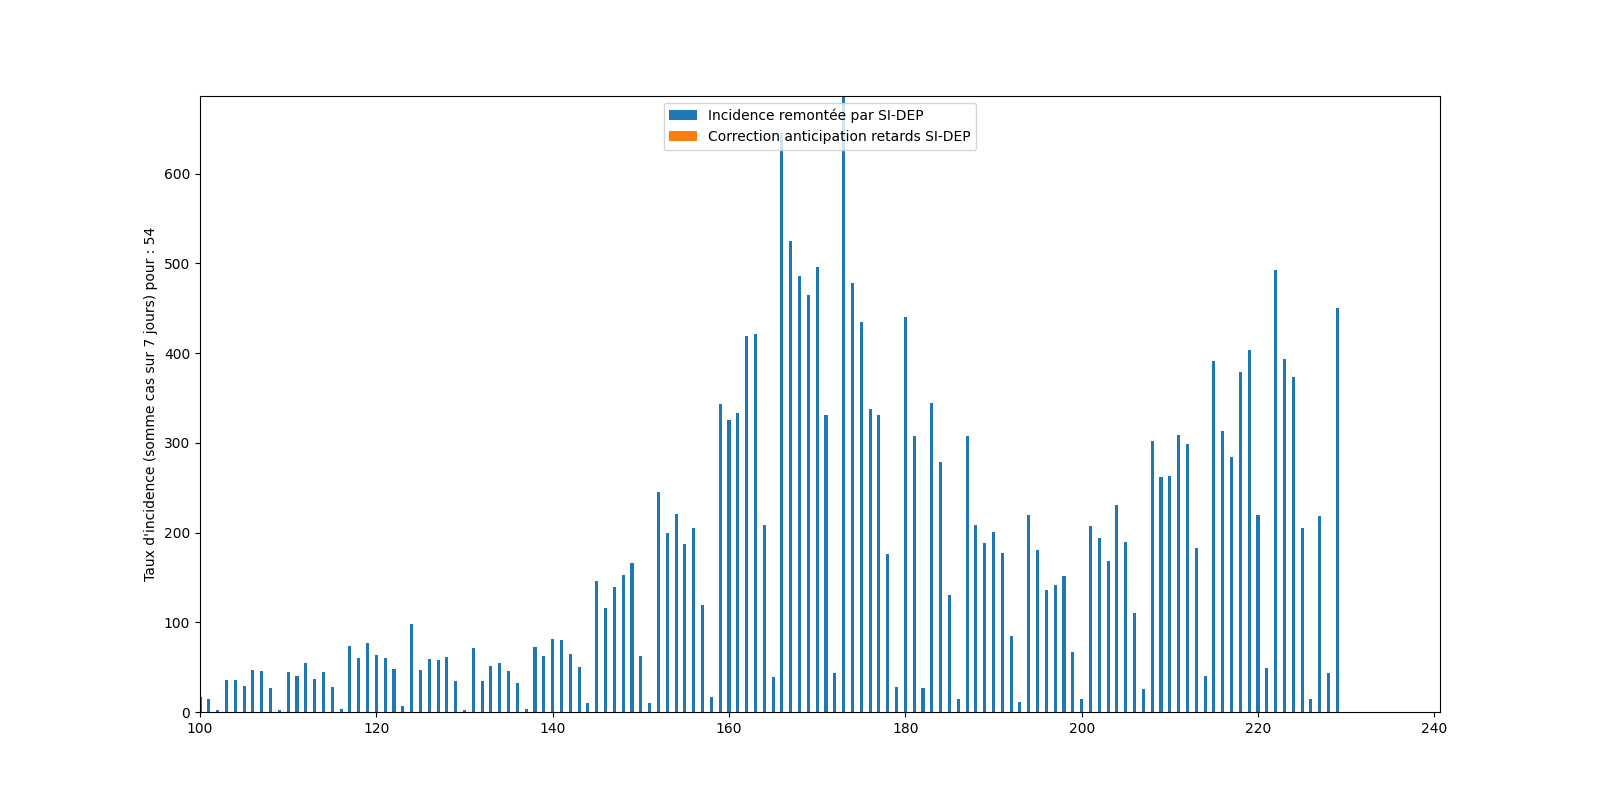 Incidence remontée par SI-DEP
Correction anticipation retards SI-DEP
Taux d'incidence (somme cas sur 7 jours) pour : 54
600
500
400
300
200
100
0
100 120 140 160 180 200 220 240